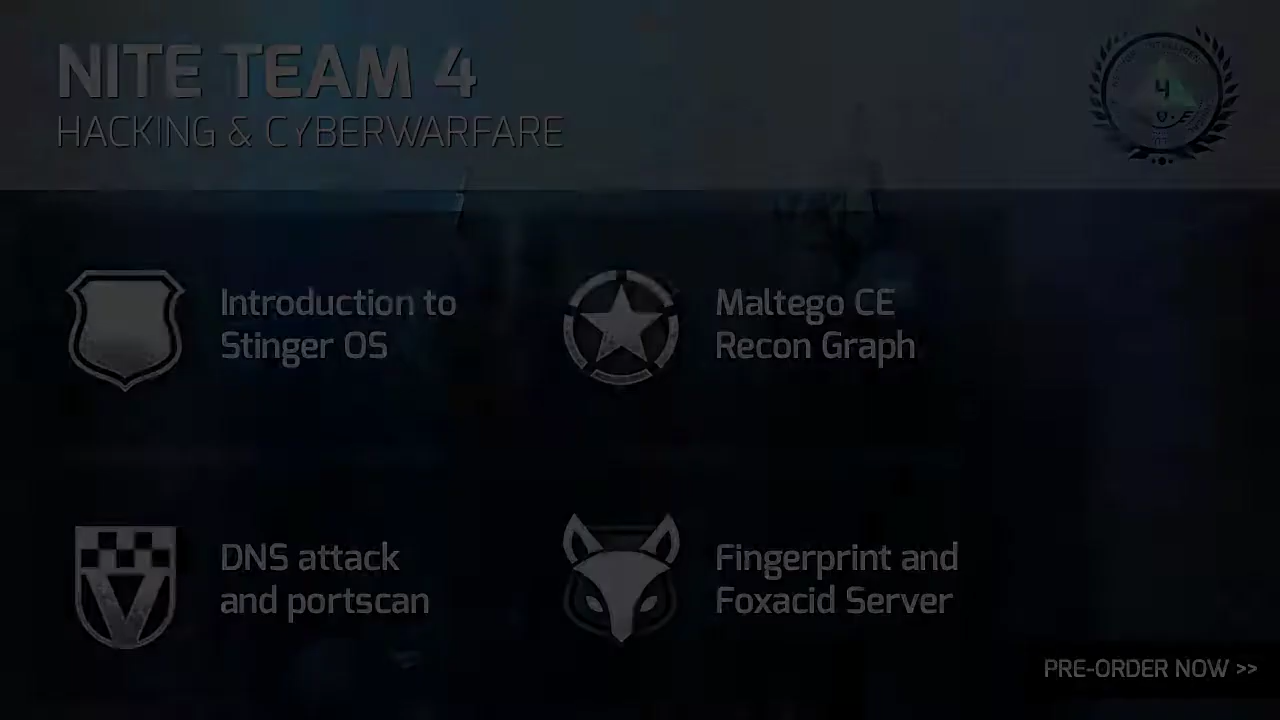 NITE TEAM 4
HACKING & CYBERWARFARE
4
Introduction to
Stinger OS
Maltego CE
Recon Graph
DNS attack
and portscan
Fingerprint and
Foxacid Server
PRE-ORDER NOW >>